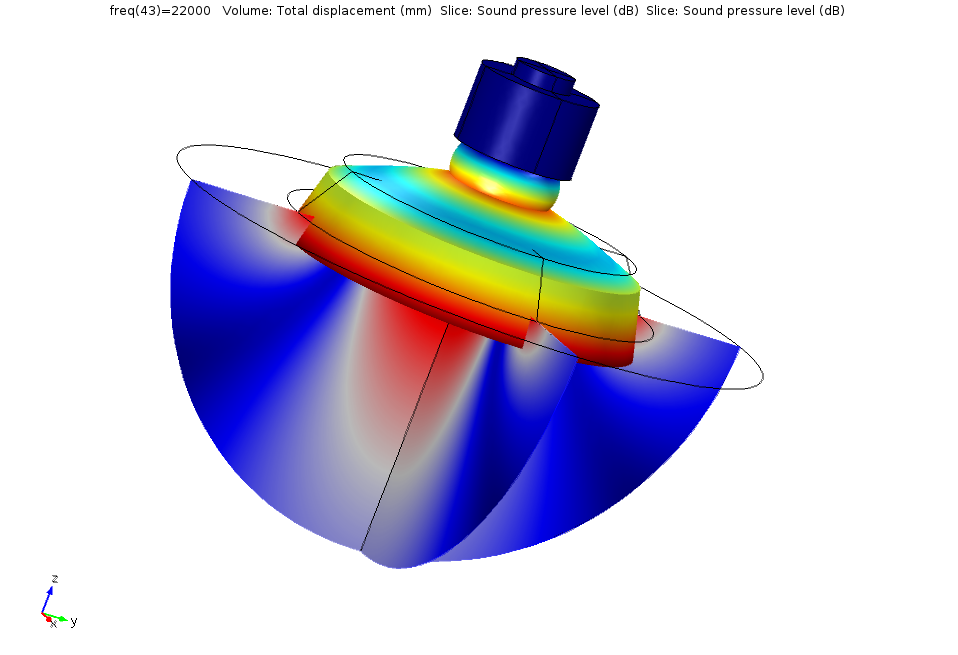 freq(43)=22000   Volume: Total displacement (mm)  Slice: Sound pressure level (dB)  Slice: Sound pressure level (dB)
z
x
y